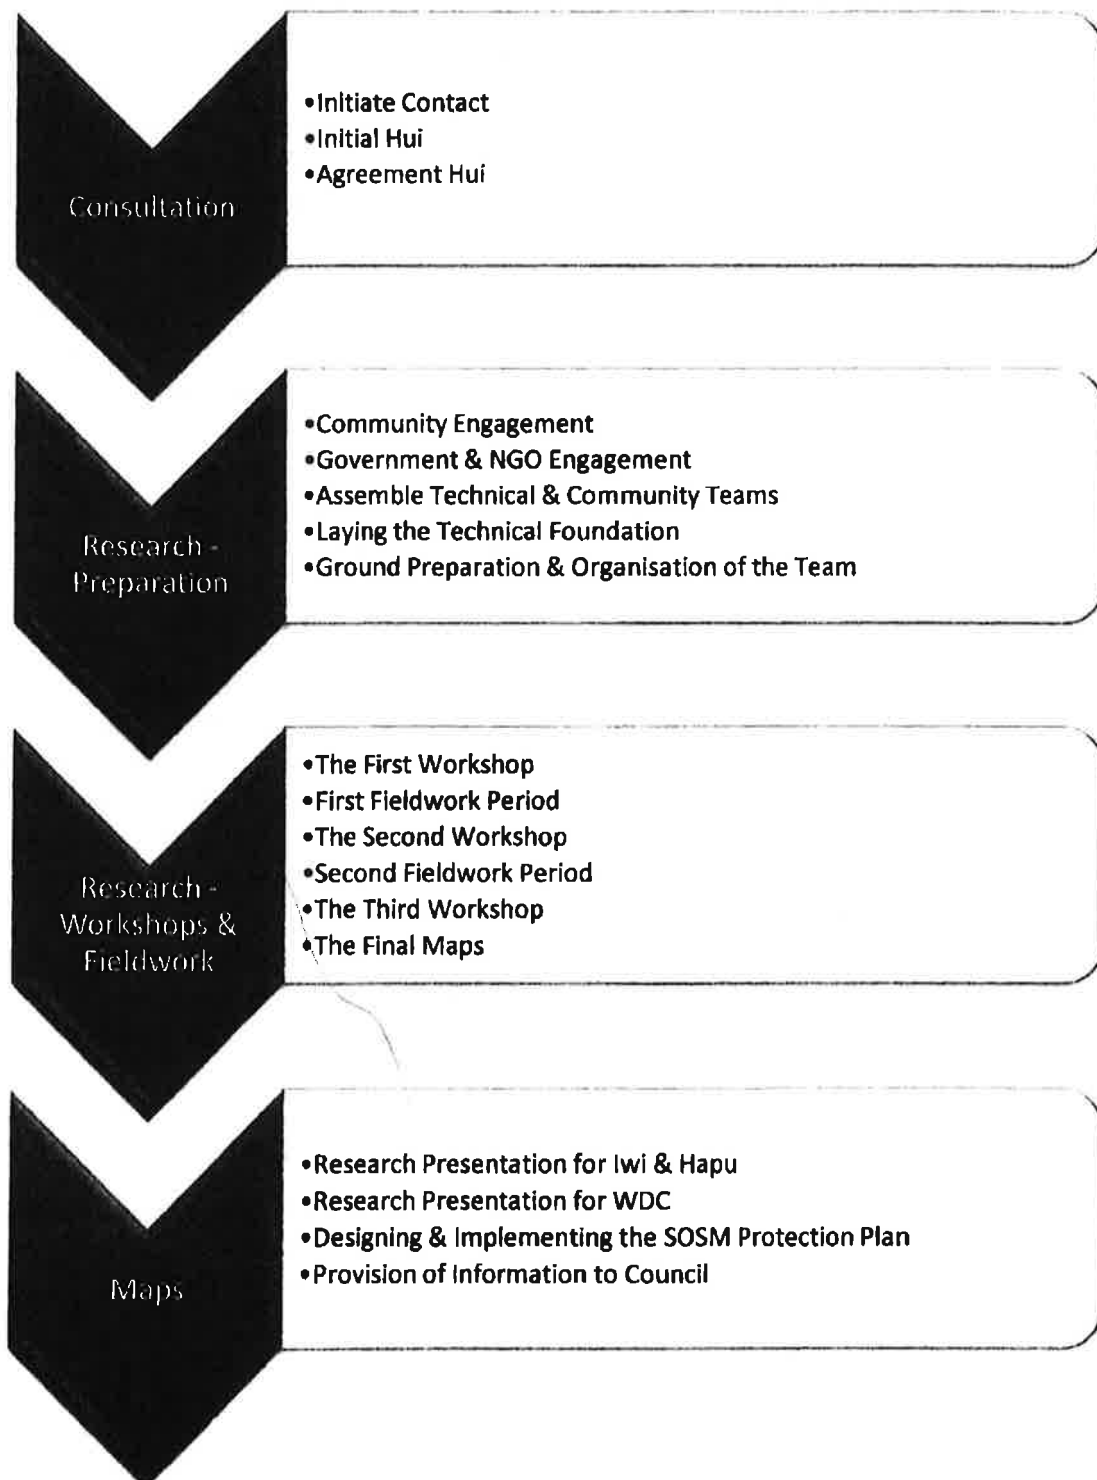 Consultation
•Initiate Contact
•Initial Hui
•Agreement Hui
Research -
Preparation
•Community Engagement
•Government & NGO Engagement
•Assemble Technical & Community Teams
•Laying the Technical Foundation
•Ground Preparation & Organisation of the Team
Research -
Workshops &
Fieldwork
•The First Workshop
•First Fieldwork Period
•The Second Workshop
•Second Fieldwork Period
•The Third Workshop
•The Final Maps
Maps
•Research Presentation for Iwi & Hapu
•Research Presentation for WDC
•Designing & Implementing the SOSM Protection Plan
•Provision of Information to Council